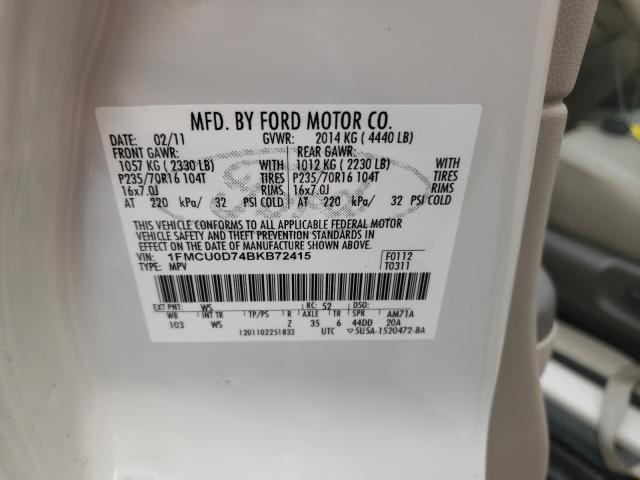 MFD. BY FORD MOTOR CO.
DATE: 02/11 GVWR: 2014 KG ( 4440 LB)
FRONT GAWR: REAR GAWR:
1057 KG ( 2330 LB) WITH 1012 KG ( 2230 LB) WITH
P235/70R16 104T TIRES P235/70R16 104T TIRES
16x7.0J RIMS 16x7.0J RIMS
AT 220 kPa/ 32 PSI COLD AT 220 kPa/ 32 PSI COLD
THIS VEHICLE CONFORMS TO ALL APPLICABLE FEDERAL MOTOR
VEHICLE SAFETY AND THEFT PREVENTION STANDARDS IN
EFFECT ON THE DATE OF MANUFACTURE SHOWN ABOVE.
VIN: 1FMCU0D74BKB72415 F0112
TYPE: MPV T0311
EXT PNT: WS RC: 52 DSO:
WB INT TR TP/PS R AXLE TR SPR AM71A
103 WS Z 35 6 44DD 20A
1201102251832 UTC 5U5A-1520472-BA
Ford